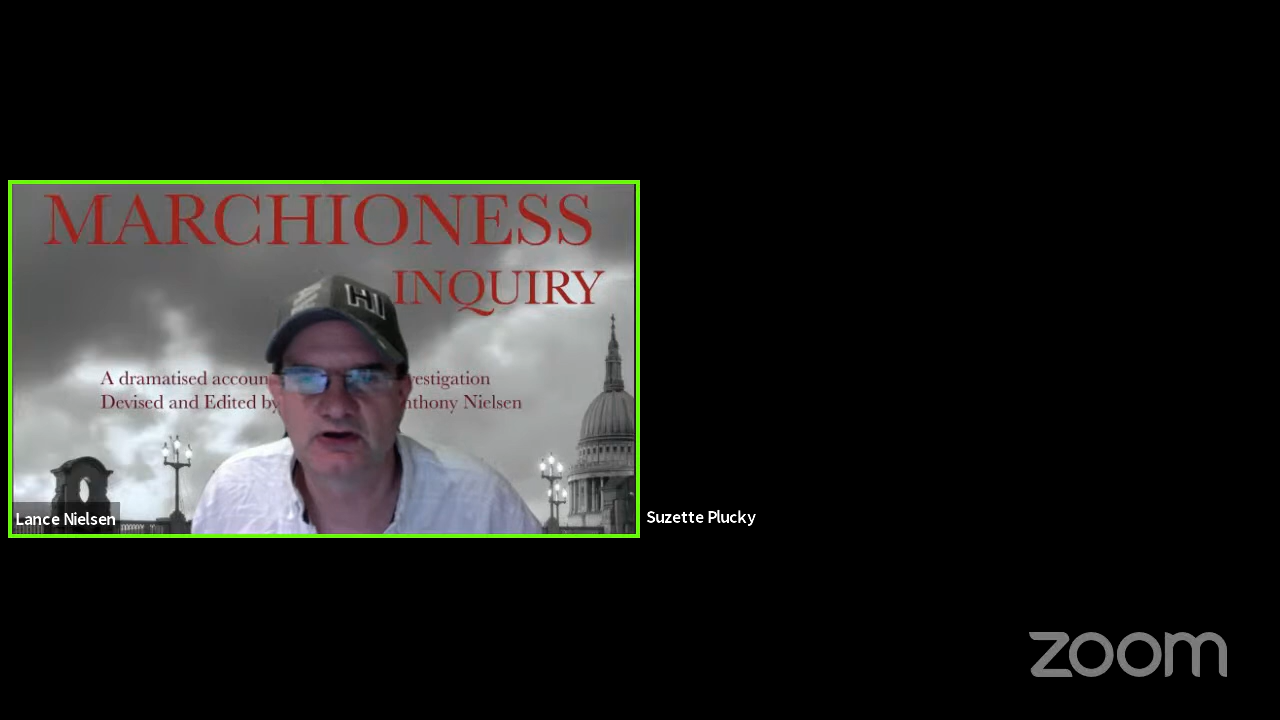 MARCHIONESS
INQUIRY
HI
A dramatised accoun vestigation
Devised and Edited by nthony Nielsen
Lance Nielsen
Suzette Plucky
zoom